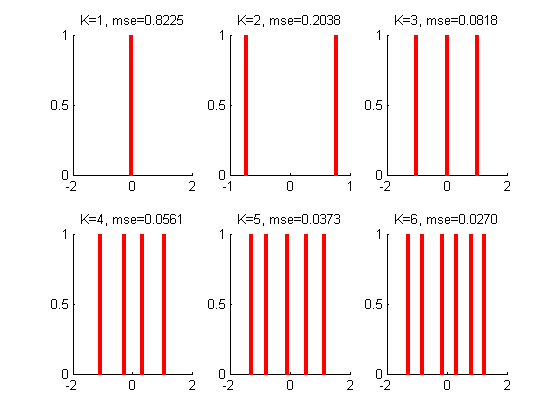 K=1, mse=0.8225 K=2, mse=0.2038 K=3, mse=0.0818
1 1 1
0.5 0.5 0.5
0 0 0
-2 0 2 -1 0 1 -2 0 2
K=4, mse=0.0561 K=5, mse=0.0373 K=6, mse=0.0270
1 1 1
0.5 0.5 0.5
0 0 0
-2 0 2 -2 0 2 -2 0 2